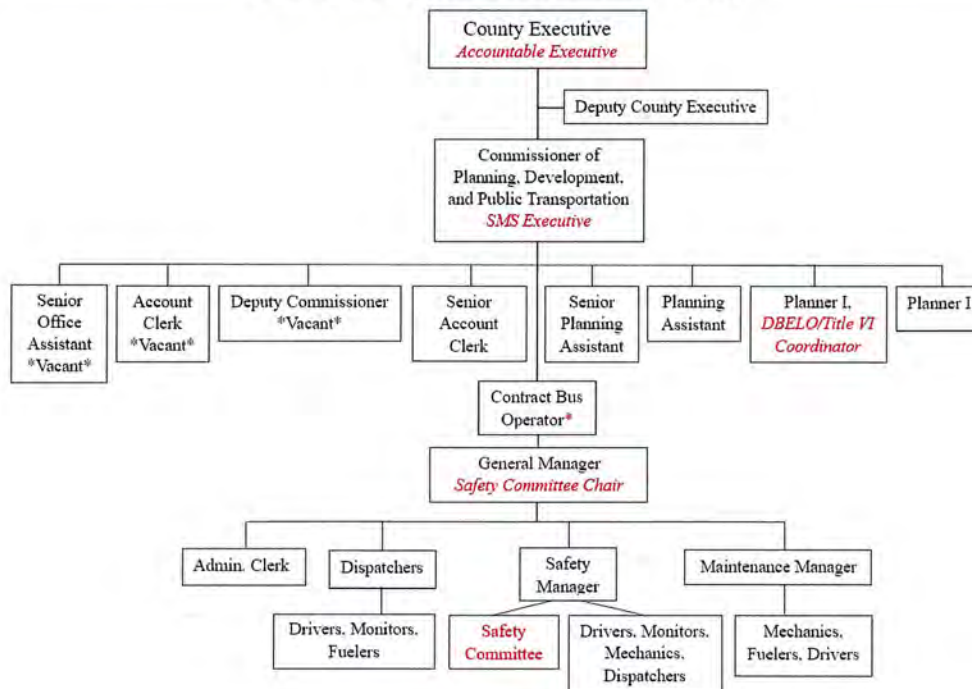 County Executive
Accountable Executive
Deputy County Executive
Commissioner of
Planning, Development,
and Public Transportation
SMS Executive
Senior
Office
Assistant
*Vacant*
Account
Clerk
*Vacant*
Deputy Commissioner
*Vacant*
Senior
Account
Clerk
Senior
Planning
Assistant
Planning
Assistant
Planner I,
DBELO/Title VI
Coordinator
Planner I
Contract Bus
Operator*
General Manager
Safety Committee Chair
Admin. Clerk
Dispatchers
Safety
Manager
Maintenance Manager
Drivers, Monitors,
Fuelers
Safety
Committee
Drivers, Monitors,
Mechanics,
Dispatchers
Mechanics,
Fuelers, Drivers